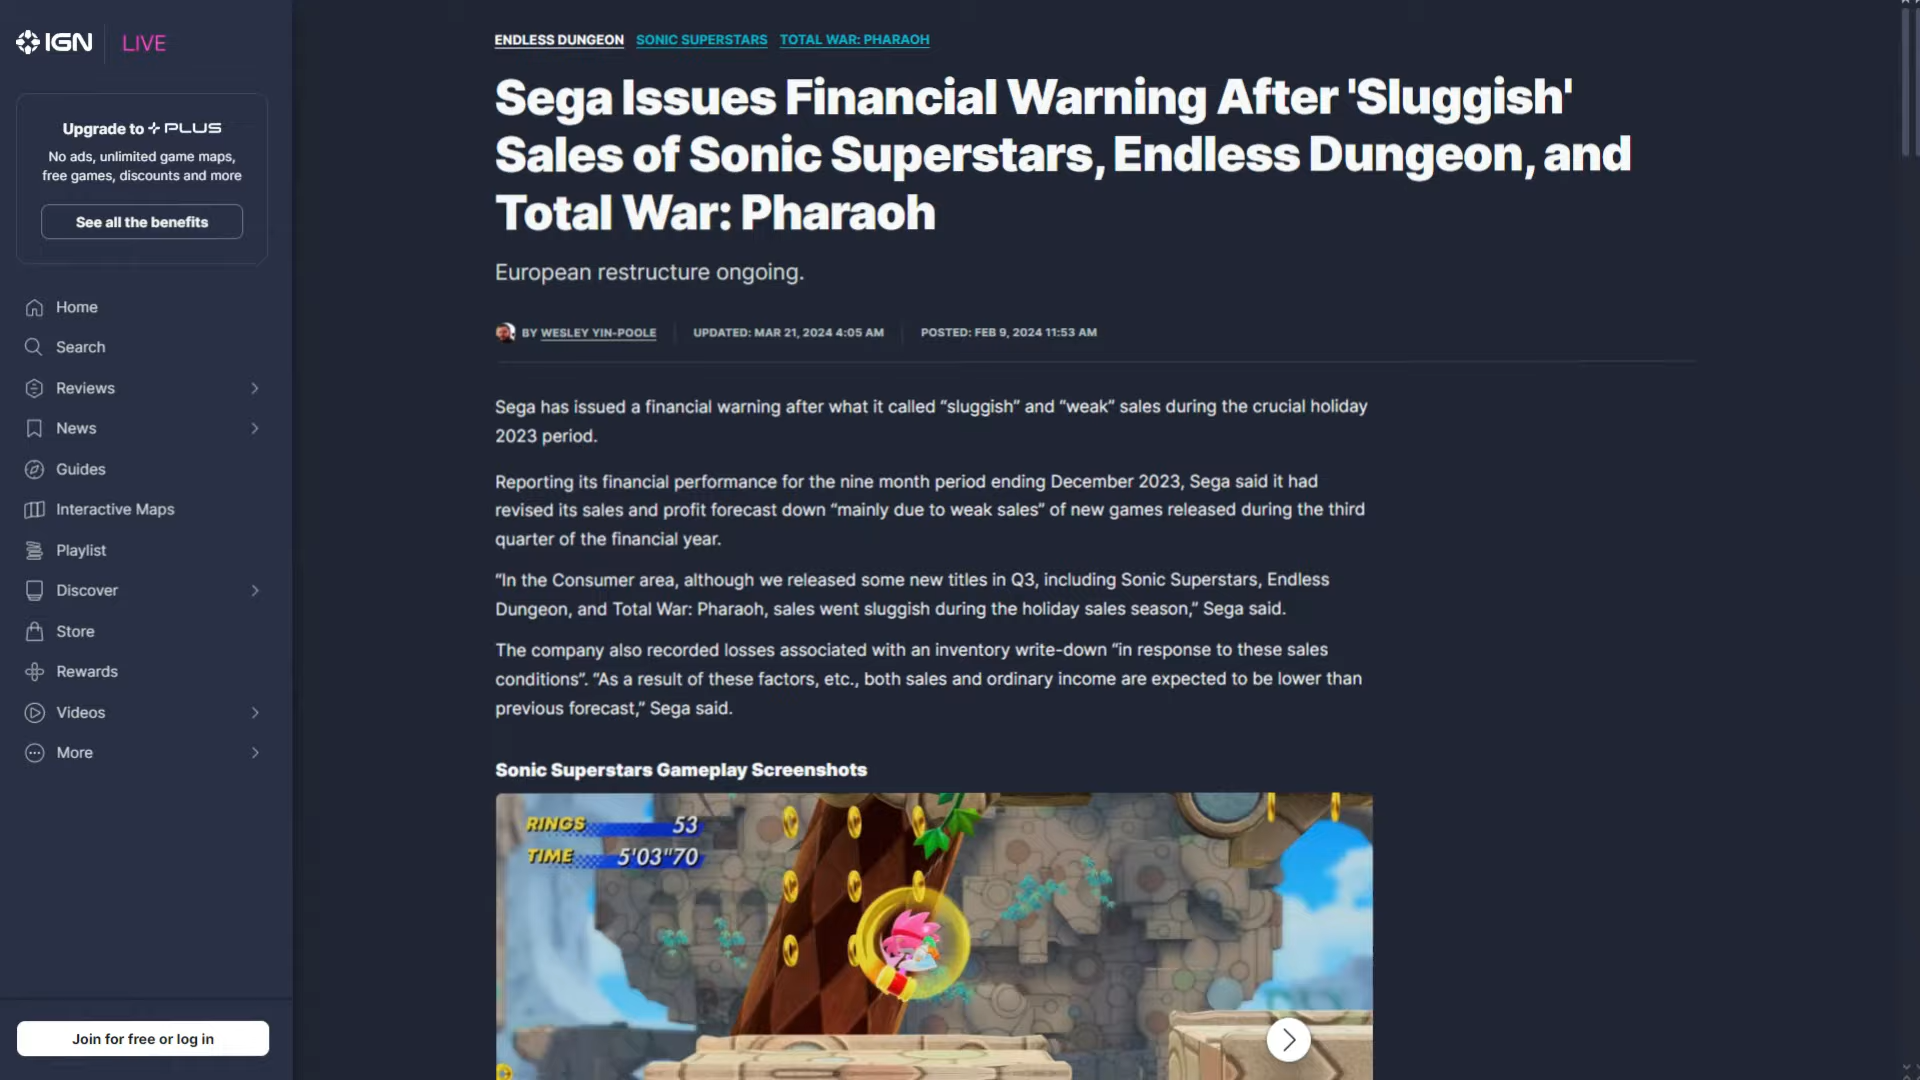 IGN LIVE
Upgrade to PLUS
No ads, unlimited game maps,
free games, discounts and more
See all the benefits
Home
Search
Reviews
News
Guides
Interactive Maps
Playlist
Discover
Store
Rewards
Videos
More
Join for free or log in
ENDLESS DUNGEON SONIC SUPERSTARS TOTAL WAR: PHARAOH
Sega Issues Financial Warning After 'Sluggish'
Sales of Sonic Superstars, Endless Dungeon, and
Total War: Pharaoh
European restructure ongoing.
BY WESLEY YIN-POOLE UPDATED: MAR 21, 2024 4:05 AM POSTED: FEB 9, 2024 11:53 AM
Sega has issued a financial warning after what it called “sluggish” and “weak” sales during the crucial holiday
2023 period.
Reporting its financial performance for the nine month period ending December 2023, Sega said it had
revised its sales and profit forecast down “mainly due to weak sales” of new games released during the third
quarter of the financial year.
“In the Consumer area, although we released some new titles in Q3, including Sonic Superstars, Endless
Dungeon, and Total War: Pharaoh, sales went sluggish during the holiday sales season,” Sega said.
The company also recorded losses associated with an inventory write-down “in response to these sales
conditions”. “As a result of these factors, etc., both sales and ordinary income are expected to be lower than
previous forecast,” Sega said.
Sonic Superstars Gameplay Screenshots
RINGS 53
TIME 5'03"70